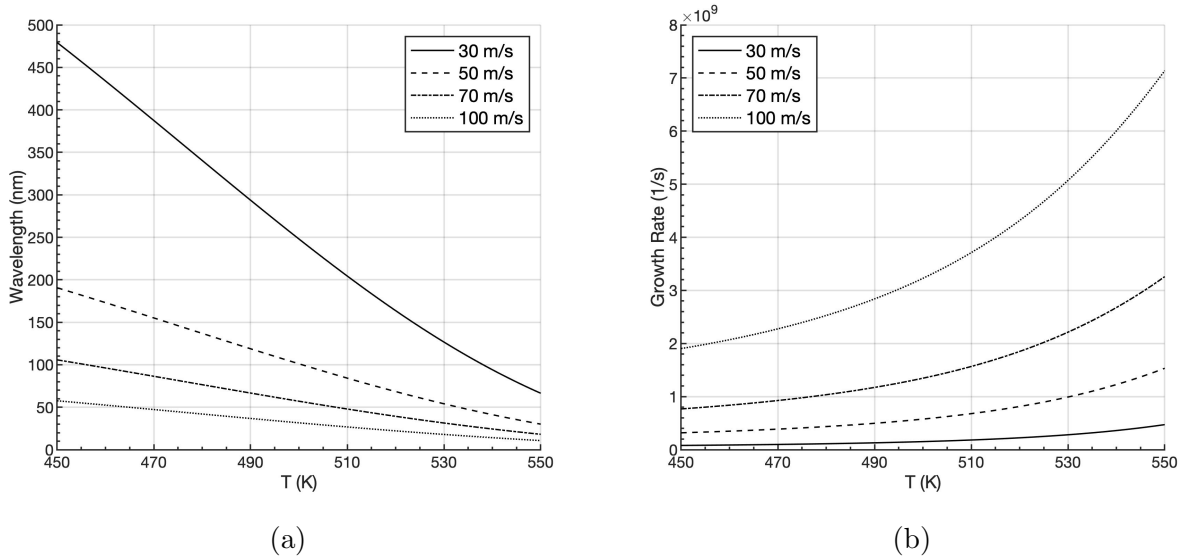 500
450
400
350
300
250
200
150
100
50
0
Wavelength (nm)
30 m/s
50 m/s
70 m/s
100 m/s
450 470 490 510 530 550
T (K)
(a)
×10⁹
8
7
6
5
4
3
2
1
0
Growth Rate (1/s)
30 m/s
50 m/s
70 m/s
100 m/s
450 470 490 510 530 550
T (K)
(b)